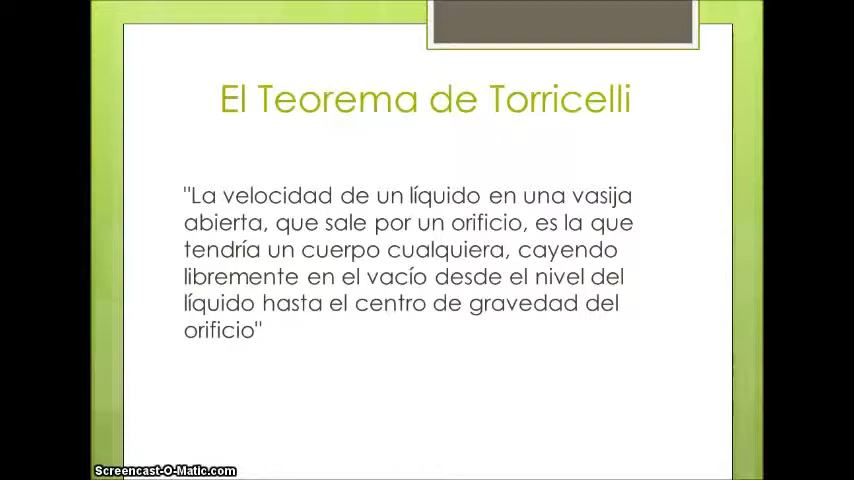 El Teorema de Torricelli
"La velocidad de un líquido en una vasija
abierta, que sale por un orificio, es la que
tendría un cuerpo cualquiera, cayendo
libremente en el vacío desde el nivel del
líquido hasta el centro de gravedad del
orificio"
Screencast-O-Matic.com